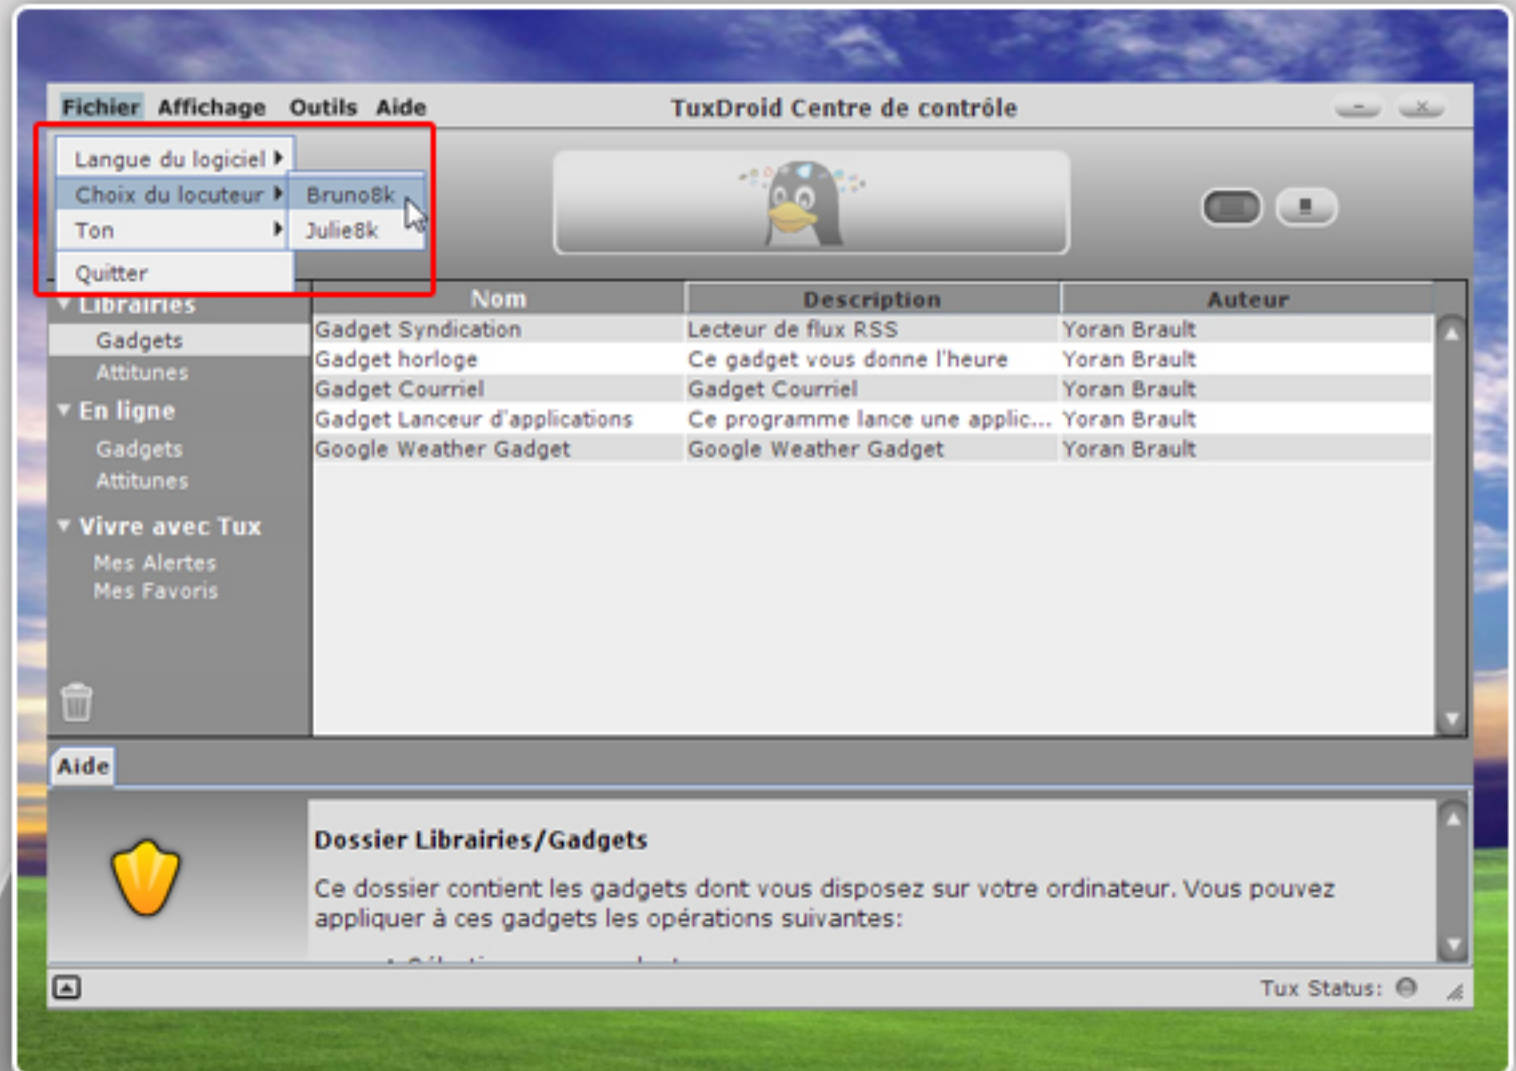 Fichier Affichage Outils Aide TuxDroid Centre de contrôle
Langue du logiciel
Choix du locuteur Bruno8k
Ton Julie8k
Quitter
Librairies Nom Description Auteur
Gadgets Gadget Syndication Lecteur de flux RSS Yoran Brault
Gadget horloge Ce gadget vous donne l'heure Yoran Brault
Attitunes Gadget Courriel Gadget Courriel Yoran Brault
En ligne Gadget Lanceur d'applications Ce programme lance une applic... Yoran Brault
Gadgets Google Weather Gadget Google Weather Gadget Yoran Brault
Attitunes
Vivre avec Tux
Mes Alertes
Mes Favoris
Aide
Dossier Librairies/Gadgets
Ce dossier contient les gadgets dont vous disposez sur votre ordinateur. Vous pouvez
appliquer à ces gadgets les opérations suivantes:
Tux Status: